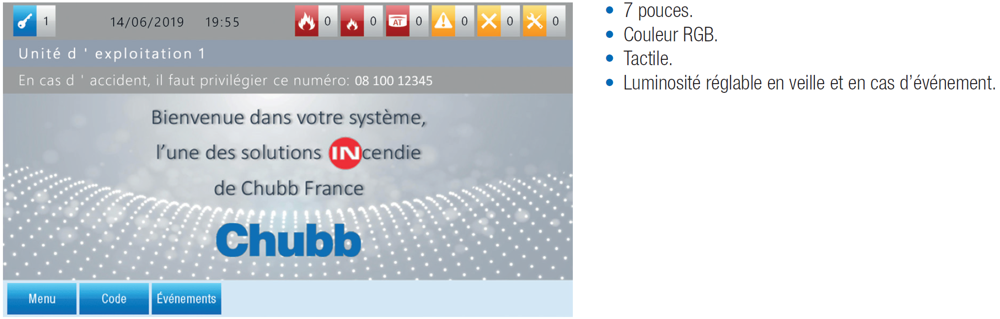 1 14/06/2019 19:55 0 0 AT 0 0 0 0
Unité d ' exploitation 1
En cas d ' accident, il faut privilégier ce numéro: 08 100 12345
Bienvenue dans votre système,
l’une des solutions INcendie
de Chubb France
Chubb
Menu Code Événements
• 7 pouces.
• Couleur RGB.
• Tactile.
• Luminosité réglable en veille et en cas d’événement.